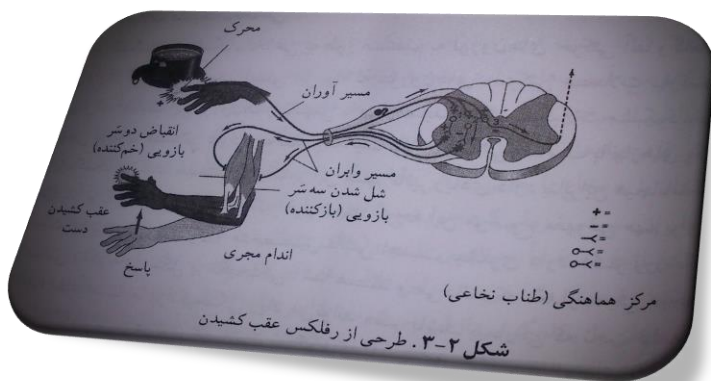 محرک
مسیر آوران
انقباض دوسَر
بازویی (خم‌کننده)
مسیر وابران
شل شدن سه سَر
بازویی (بازکننده)
عقب کشیدن
دست
پاسخ
اندام مجری
+ =
- =
=
=
=
مرکز هماهنگی (طناب نخاعی)
شکل ۲-۳. طرحی از رفلکس عقب کشیدن